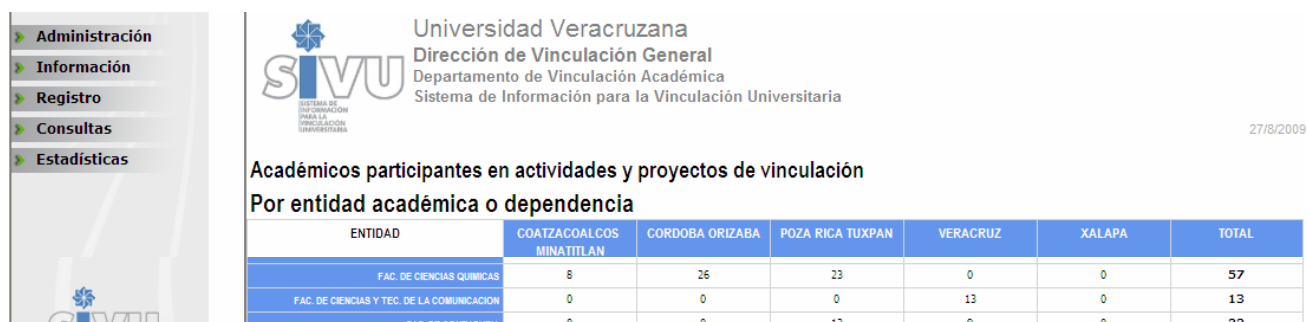 Administración
Información
Registro
Consultas
Estadísticas
SIVU
SISTEMA DE
INFORMACIÓN
PARA LA
VINCULACIÓN
UNIVERSITARIA
Universidad Veracruzana
Dirección de Vinculación General
Departamento de Vinculación Académica
Sistema de Información para la Vinculación Universitaria
27/8/2009
Académicos participantes en actividades y proyectos de vinculación
Por entidad académica o dependencia
ENTIDAD COATZACOALCOS MINATITLAN CORDOBA ORIZABA POZA RICA TUXPAN VERACRUZ XALAPA TOTAL
FAC. DE CIENCIAS QUIMICAS 8 26 23 0 0 57
FAC. DE CIENCIAS Y TEC. DE LA COMUNICACION 0 0 0 13 0 13